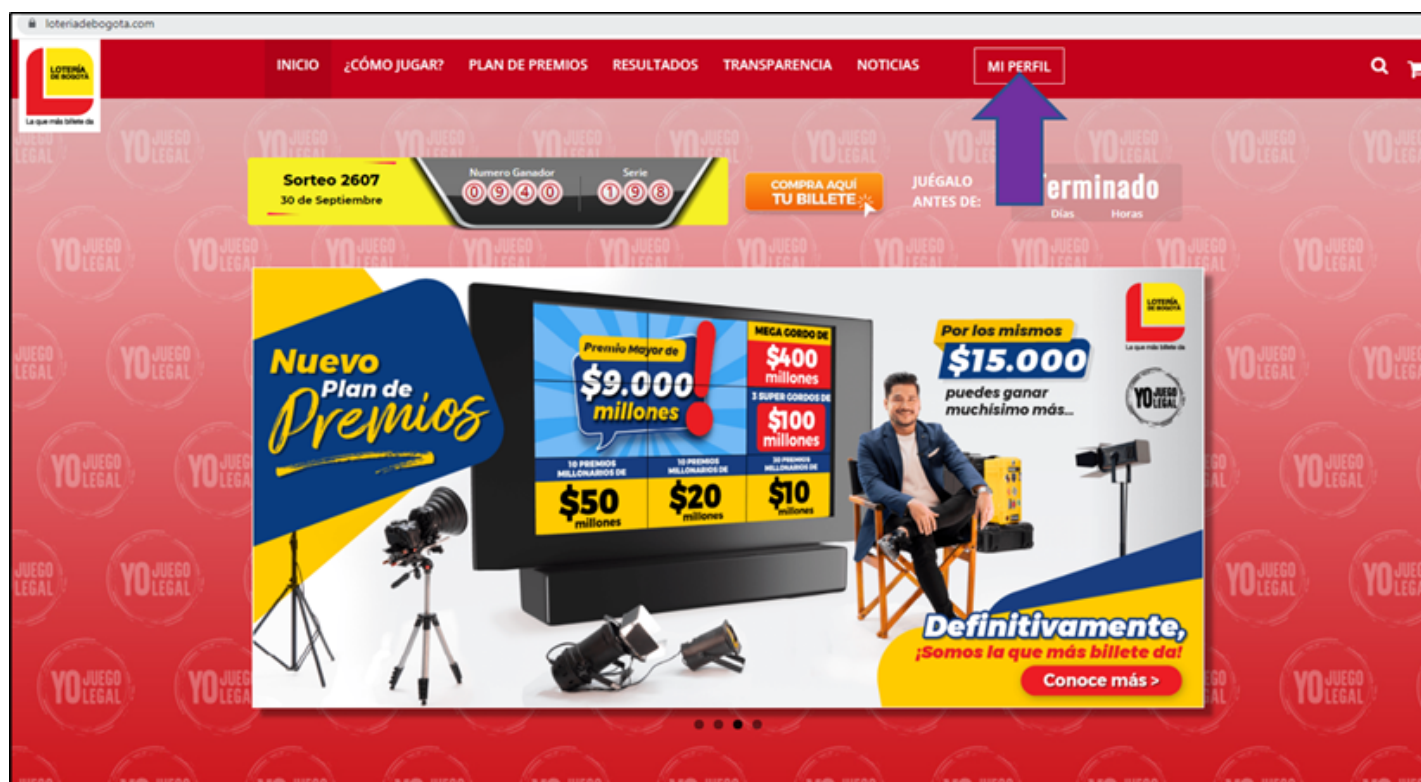 loteriadebogota.com
LOTERÍA
DE BOGOTÁ
La que más billete da
INICIO ¿CÓMO JUGAR? PLAN DE PREMIOS RESULTADOS TRANSPARENCIA NOTICIAS MI PERFIL
Sorteo 2607
30 de Septiembre
Numero Ganador
0940
Serie
198
COMPRA AQUÍ
TU BILLETE
JUÉGALO
ANTES DE:
erminado
Días Horas
Nuevo
Plan de
Premios
Premio Mayor de
$9.000
millones
MEGA GORDO DE
$400
millones
3 SUPER GORDOS DE
$100
millones
10 PREMIOS
MILLONARIOS DE
$50
millones
10 PREMIOS
MILLONARIOS DE
$20
millones
30 PREMIOS
MILLONARIOS DE
$10
millones
Por los mismos
$15.000
puedes ganar
muchísimo más...
LOTERÍA
DE BOGOTÁ
La que más billete da
YO JUEGO
LEGAL
Definitivamente,
¡Somos la que más billete da!
Conoce más >